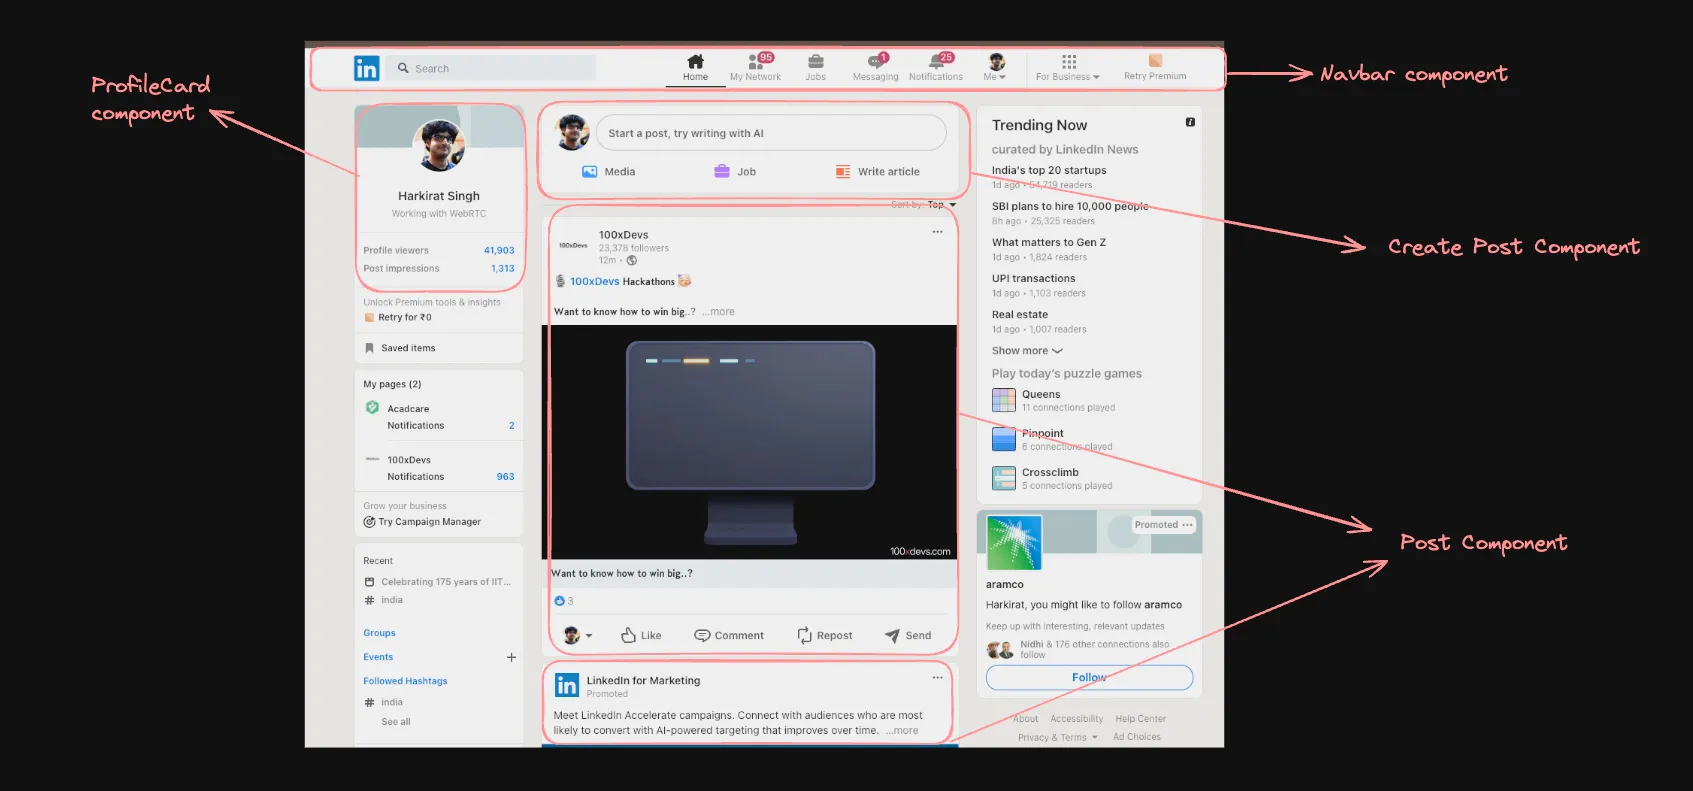 ProfileCard
component
Navbar component
Create Post Component
Post Component
in
Search
Home
95
My Network
Jobs
1
Messaging
25
Notifications
Me
For Business
Retry Premium
Harkirat Singh
Working with WebRTC
Profile viewers 41,903
Post impressions 1,313
Unlock Premium tools & insights
Retry for ₹0
Saved items
My pages (2)
Acadcare
Notifications 2
100xDevs
Notifications 963
Grow your business
Try Campaign Manager
Recent
Celebrating 175 years of IIT...
# india
Groups
Events +
Followed Hashtags
# india
See all
Start a post, try writing with AI
Media Job Write article
Sort by: Top
100xDevs
100xDevs
23,378 followers
12m •
100xDevs Hackathons
Want to know how to win big..? ...more
100xdevs.com
Want to know how to win big..?
3
Like Comment Repost Send
in
LinkedIn for Marketing
Promoted
Meet LinkedIn Accelerate campaigns. Connect with audiences who are most
likely to convert with AI-powered targeting that improves over time. ...more
Trending Now
curated by LinkedIn News
India's top 20 startups
1d ago • 54,719 readers
SBI plans to hire 10,000 people
8h ago • 25,325 readers
What matters to Gen Z
1d ago • 1,824 readers
UPI transactions
1d ago • 1,103 readers
Real estate
1d ago • 1,007 readers
Show more
Play today's puzzle games
Queens
11 connections played
Pinpoint
6 connections played
Crossclimb
5 connections played
Promoted ...
aramco
Harkirat, you might like to follow aramco
Keep up with interesting, relevant updates
Nidhi & 176 other connections also
follow
Follow
About Accessibility Help Center
Privacy & Terms Ad Choices